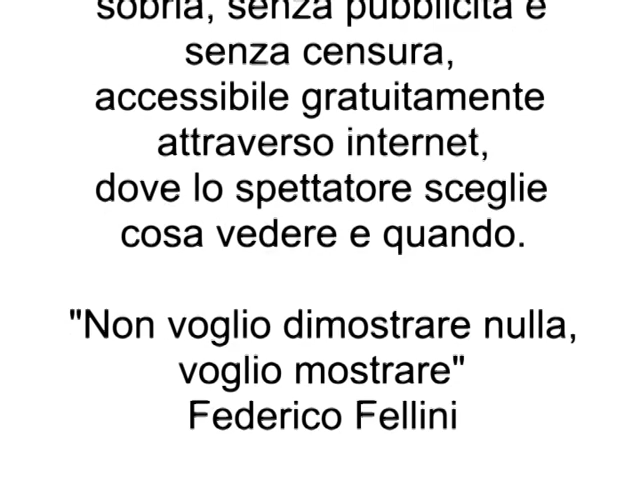 sobria, senza pubblicità e
senza censura,
accessibile gratuitamente
attraverso internet,
dove lo spettatore sceglie
cosa vedere e quando.
"Non voglio dimostrare nulla,
voglio mostrare"
Federico Fellini